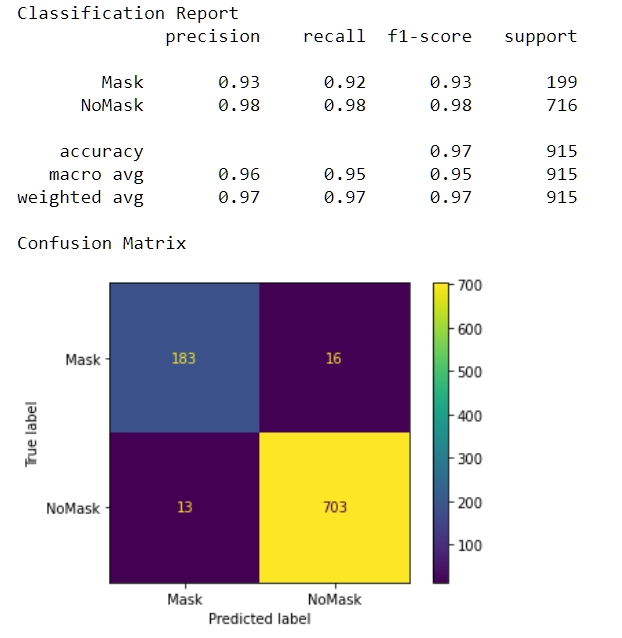 Classification Report
precision recall f1-score support
Mask 0.93 0.92 0.93 199
NoMask 0.98 0.98 0.98 716
accuracy 0.97 915
macro avg 0.96 0.95 0.95 915
weighted avg 0.97 0.97 0.97 915
Confusion Matrix
700
600
500
400
300
200
100
Mask
183 16
True label
NoMask
13 703
Mask NoMask
Predicted label